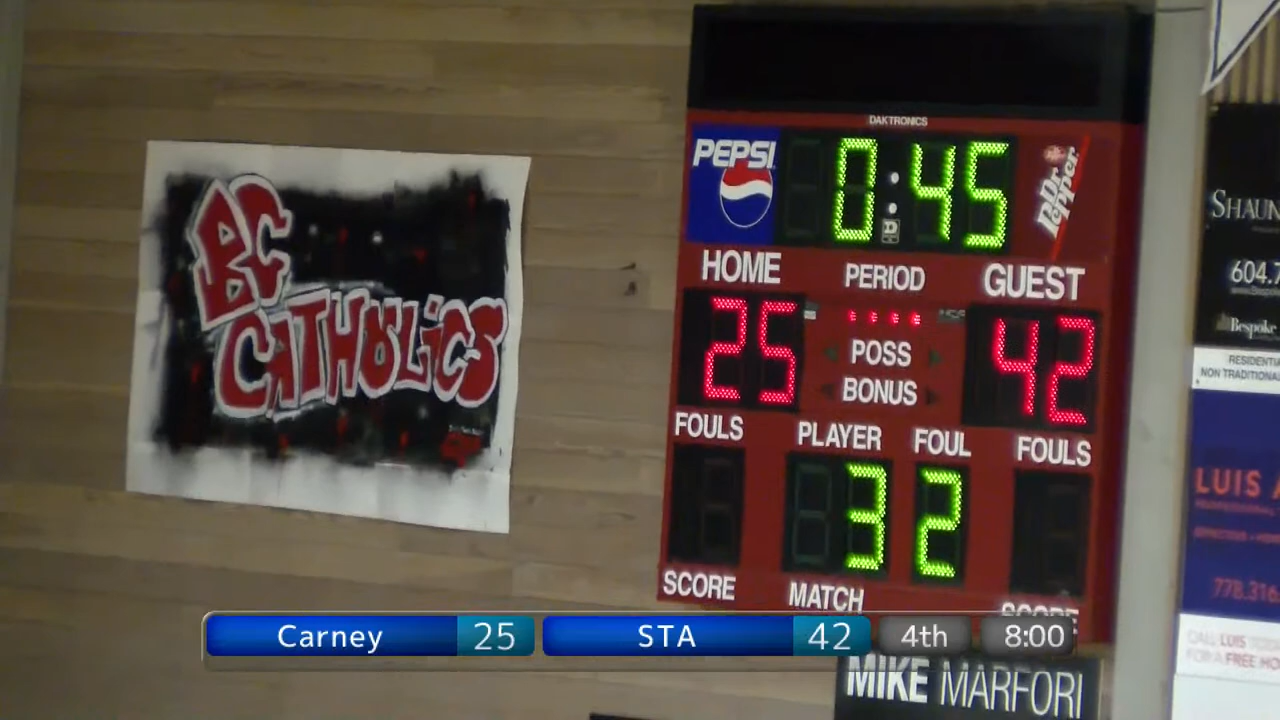 BC
CATHOLiCS
DAKTRONICS
PEPSI
0:45
Dr Pepper
HOME
PERIOD
GUEST
25
42
POSS
BONUS
FOULS
PLAYER
FOUL
FOULS
3
2
SCORE
MATCH
SCORE
Carney 25 STA 42 4th 8:00
MIKE MARFORI
SHAUN
604.7
Bespoke
RESIDENTIA
NON TRADITIONA
LUIS A
778.316
CALL LUIS
FOR A FREE HO